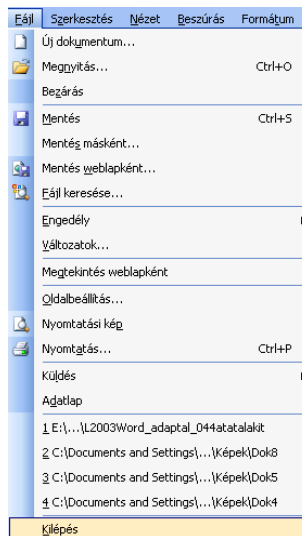 Fájl Szerkesztés Nézet Beszúrás Formátum
Új dokumentum...
Megnyitás... Ctrl+O
Bezárás
Mentés Ctrl+S
Mentés másként...
Mentés weblapként...
Fájl keresése...
Engedély
Változatok...
Megtekintés weblapként
Oldalbeállítás...
Nyomtatási kép
Nyomtatás... Ctrl+P
Küldés
Adatlap
1 E:\...\L2003Word_adaptal_044atatalakit
2 C:\Documents and Settings\...\Képek\Dok8
3 C:\Documents and Settings\...\Képek\Dok5
4 C:\Documents and Settings\...\Képek\Dok4
Kilépés